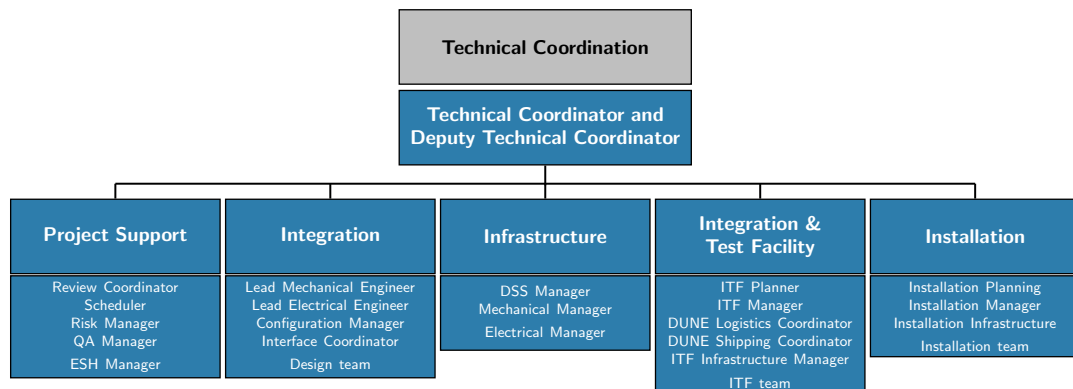 Technical Coordination
Technical Coordinator and
Deputy Technical Coordinator
Project Support
Review Coordinator
Scheduler
Risk Manager
QA Manager
ESH Manager
Integration
Lead Mechanical Engineer
Lead Electrical Engineer
Configuration Manager
Interface Coordinator
Design team
Infrastructure
DSS Manager
Mechanical Manager
Electrical Manager
Integration &
Test Facility
ITF Planner
ITF Manager
DUNE Logistics Coordinator
DUNE Shipping Coordinator
ITF Infrastructure Manager
ITF team
Installation
Installation Planning
Installation Manager
Installation Infrastructure
Installation team